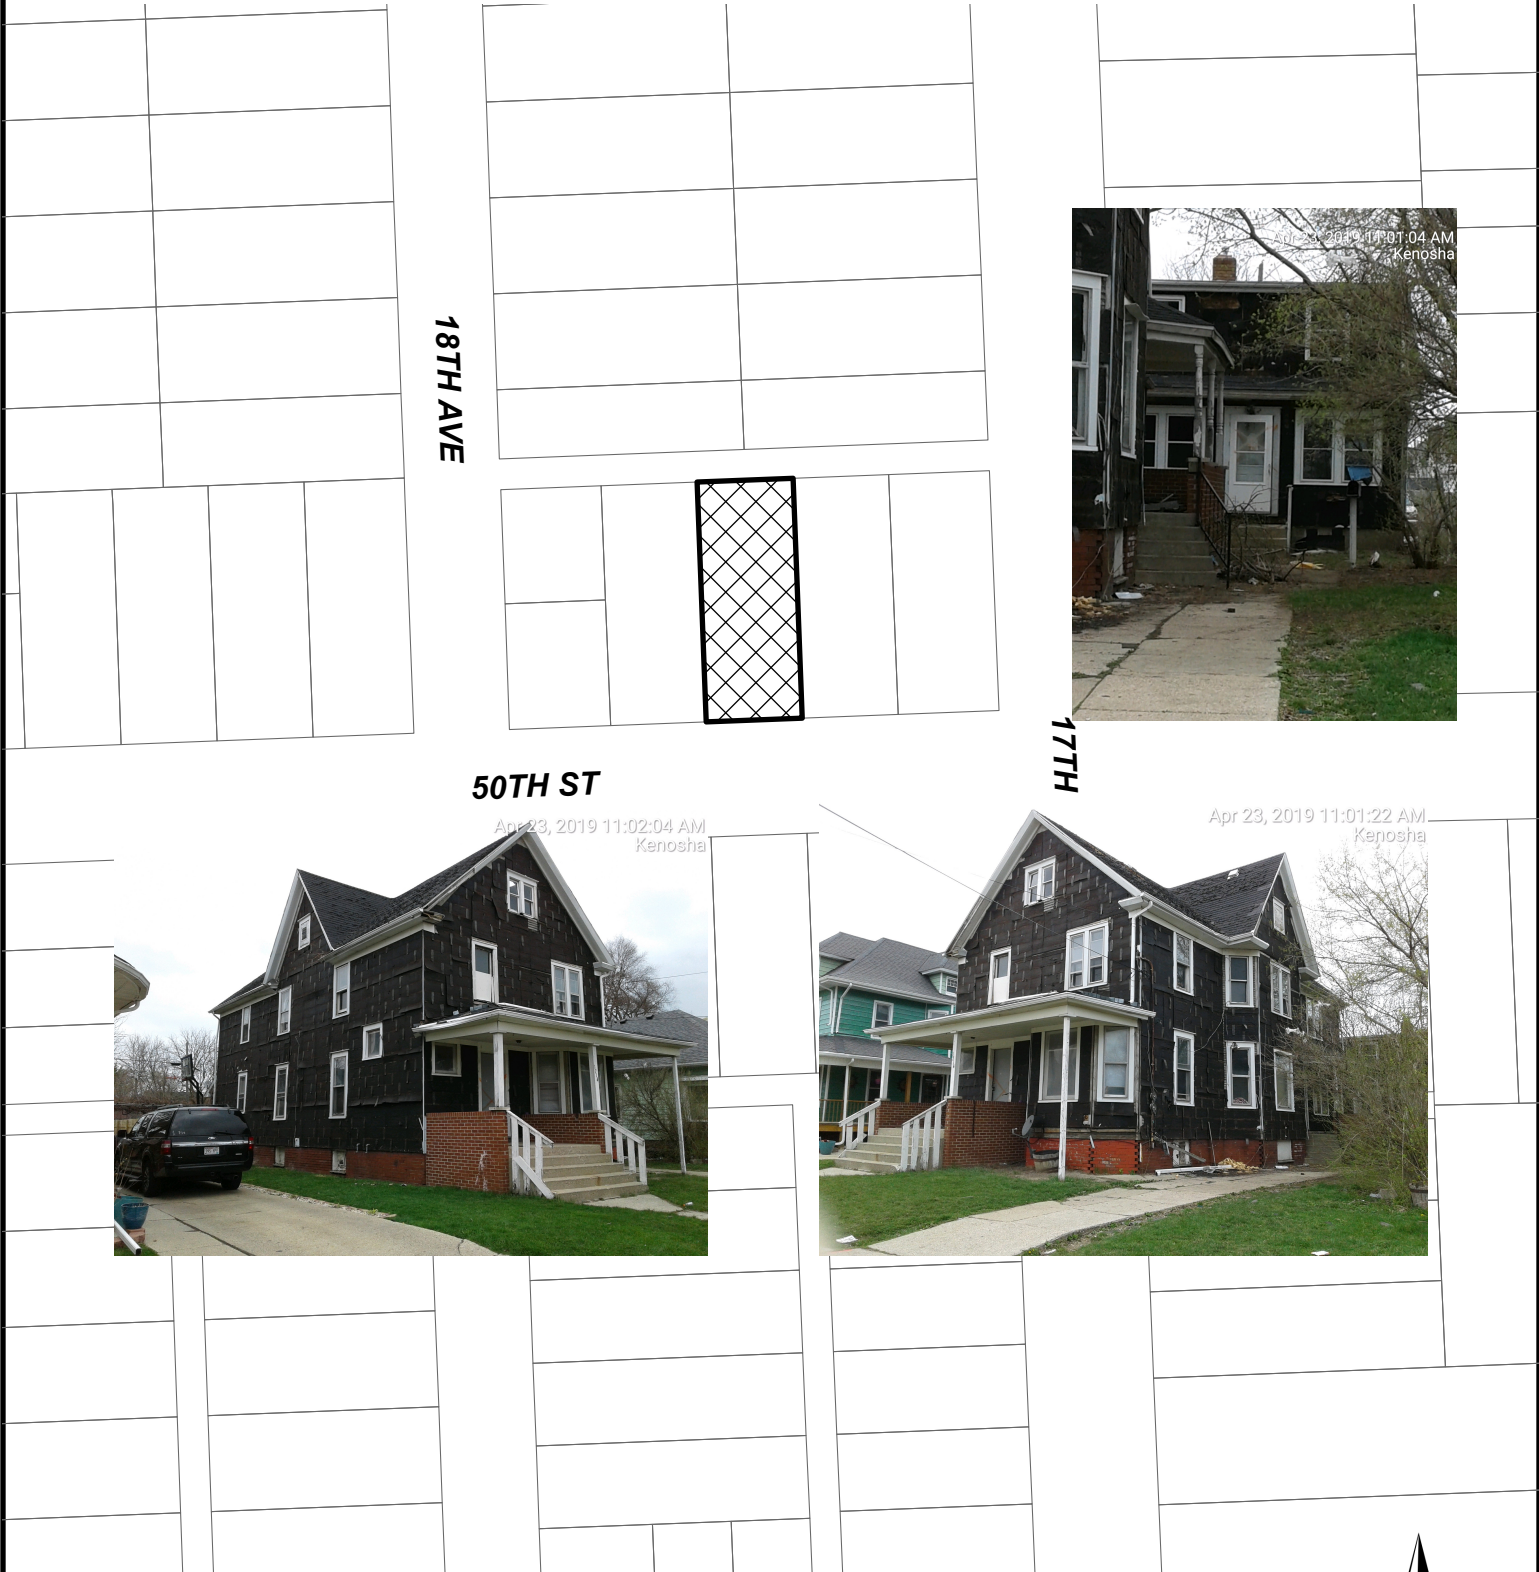 Apr 23, 2019 11:01:04 AM
Kenosha
18TH AVE
17TH
50TH ST
Apr 23, 2019 11:02:04 AM
Kenosha
Apr 23, 2019 11:01:22 AM
Kenosha